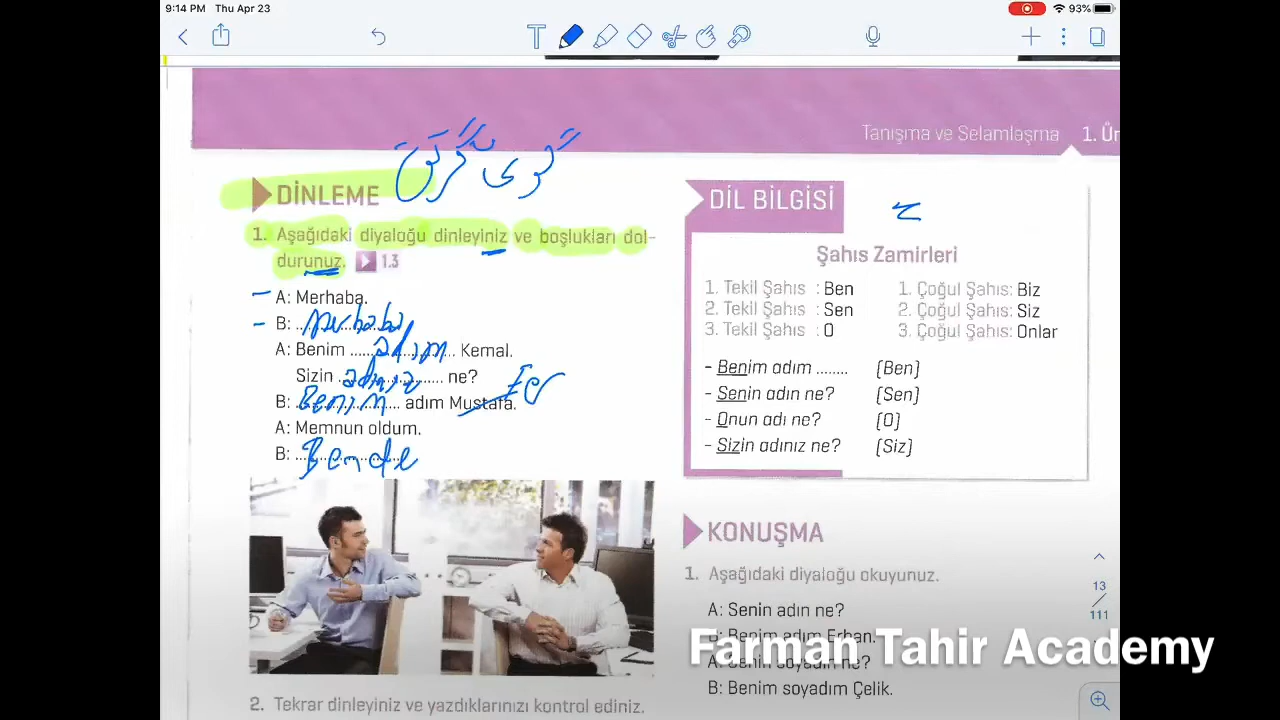 9:14 PM Thu Apr 23
93%
Tanışma ve Selamlaşma 1. Ün
گوی گرتن
DİNLEME
1. Aşağıdaki diyaloğu dinleyiniz ve boşlukları dol-
durunuz. 1.3
A: Merhaba.
B: Merhaba
A: Benim adım Kemal.
Sizin adınız ne?
B: Benim adım Mustafa.
A: Memnun oldum.
B: Bende
2. Tekrar dinleyiniz ve yazdıklarınızı kontrol ediniz.
DİL BİLGİSİ
Şahıs Zamirleri
1. Tekil Şahıs : Ben 1. Çoğul Şahıs: Biz
2. Tekil Şahıs : Sen 2. Çoğul Şahıs: Siz
3. Tekil Şahıs : O 3. Çoğul Şahıs: Onlar
- Benim adım ........ (Ben)
- Senin adın ne? (Sen)
- Onun adı ne? (O)
- Sizin adınız ne? (Siz)
KONUŞMA
1. Aşağıdaki diyaloğu okuyunuz.
A: Senin adın ne?
B: Benim adım Erhan.
A: Senin soyadın ne?
B: Benim soyadım Çelik.
13
111
Farman Tahir Academy